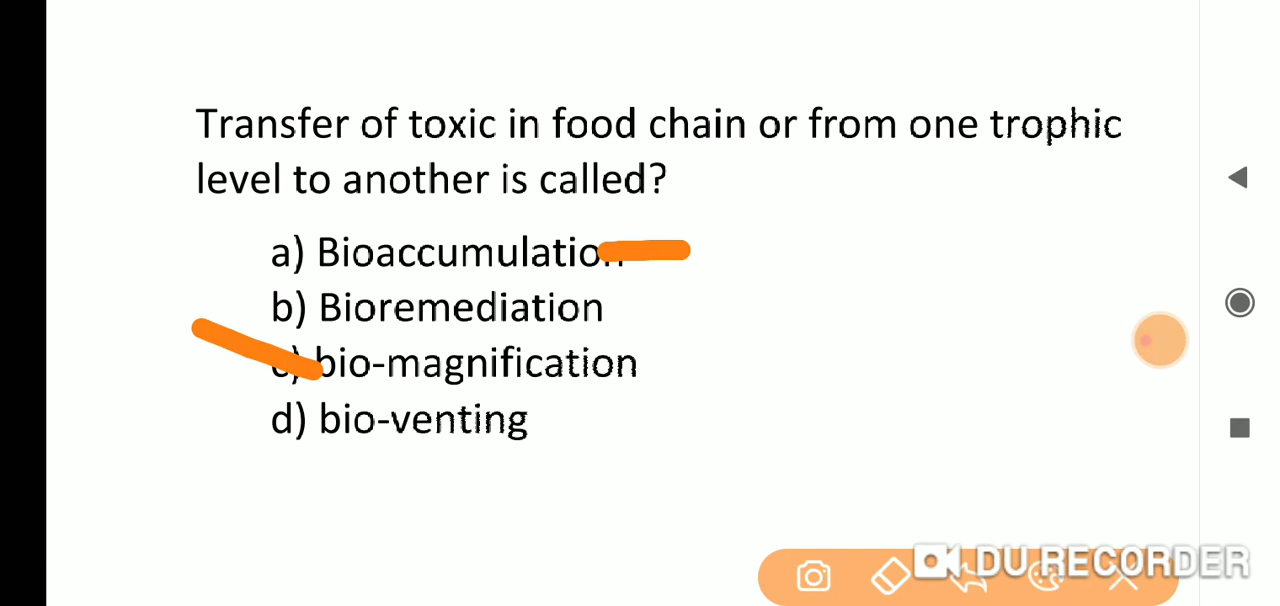 Transfer of toxic in food chain or from one trophic
level to another is called?
a) Bioaccumulation
b) Bioremediation
c) bio-magnification
d) bio-venting
DU RECORDER